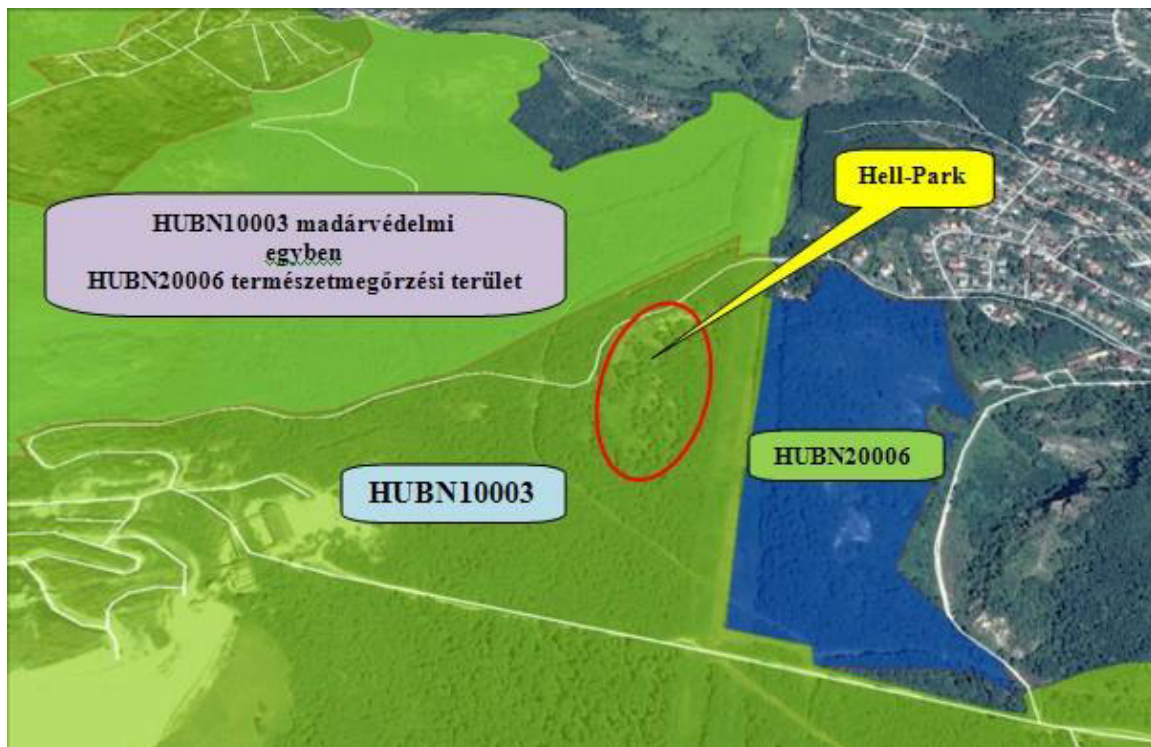 Hell-Park
HUBN10003 madárvédelmi
egyben
HUBN20006 természetmegőrzési terület
HUBN20006
HUBN10003